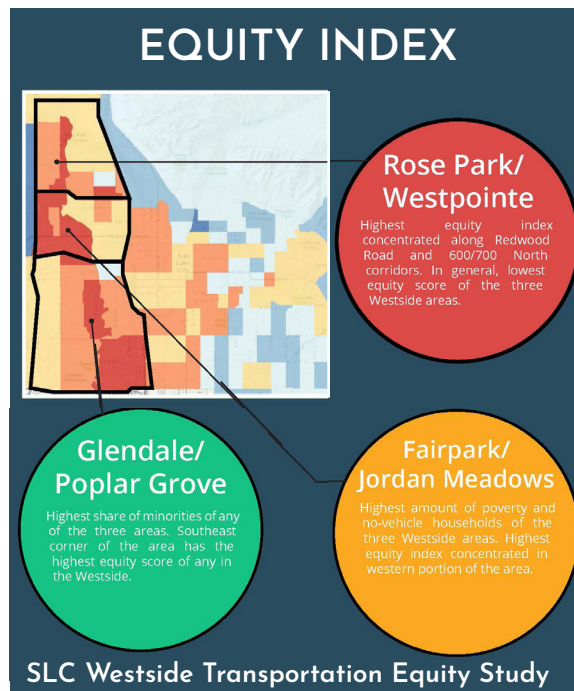 EQUITY INDEX
Rose Park/
Westpointe
Highest equity index
concentrated along Redwood
Road and 600/700 North
corridors. In general, lowest
equity score of the three
Westside areas.
Glendale/
Poplar Grove
Highest share of minorities of any
of the three areas. Southeast
corner of the area has the
highest equity score of any in
the Westside.
Fairpark/
Jordan Meadows
Highest amount of poverty and
no-vehicle households of the
three Westside areas. Highest
equity index concentrated in
western portion of the area.
SLC Westside Transportation Equity Study